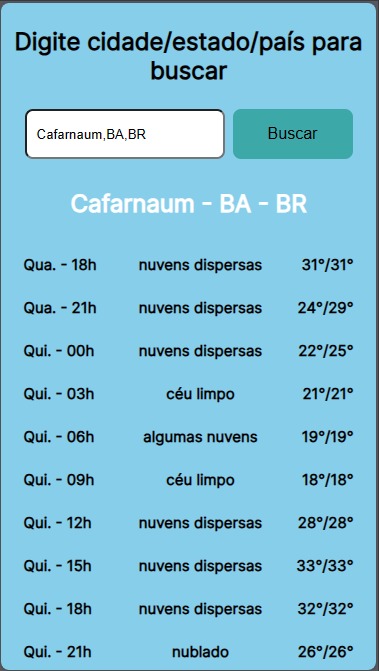 Digite cidade/estado/país para
buscar
Cafarnaum,BA,BR
Buscar
Cafarnaum - BA - BR
Qua. - 18h nuvens dispersas 31°/31°
Qua. - 21h nuvens dispersas 24°/29°
Qui. - 00h nuvens dispersas 22°/25°
Qui. - 03h céu limpo 21°/21°
Qui. - 06h algumas nuvens 19°/19°
Qui. - 09h céu limpo 18°/18°
Qui. - 12h nuvens dispersas 28°/28°
Qui. - 15h nuvens dispersas 33°/33°
Qui. - 18h nuvens dispersas 32°/32°
Qui. - 21h nublado 26°/26°